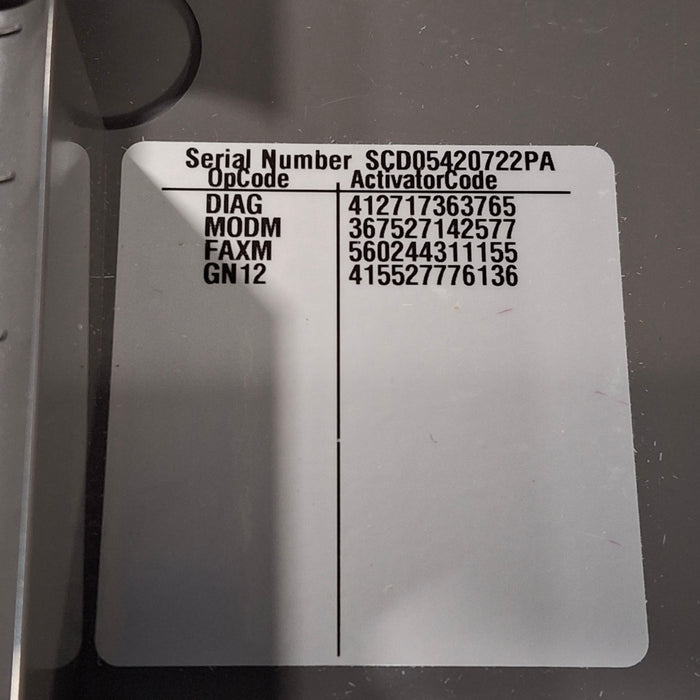 Serial Number SCD05420722PA
OpCode ActivatorCode
DIAG 412717363765
MODM 367527142577
FAXM 560244311155
GN12 415527776136